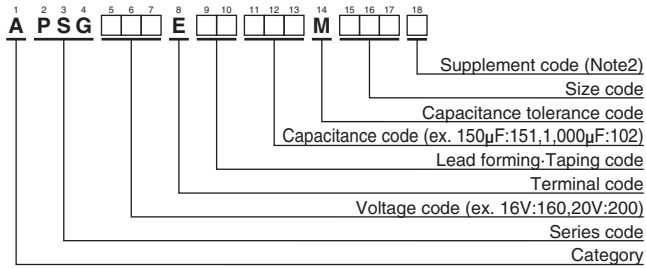 1 2 3 4 5 6 7 8 9 10 11 12 13 14 15 16 17 18
A P S G E M
Supplement code (Note2)
Size code
Capacitance tolerance code
Capacitance code (ex. 150µF:151,1,000µF:102)
Lead forming·Taping code
Terminal code
Voltage code (ex. 16V:160,20V:200)
Series code
Category